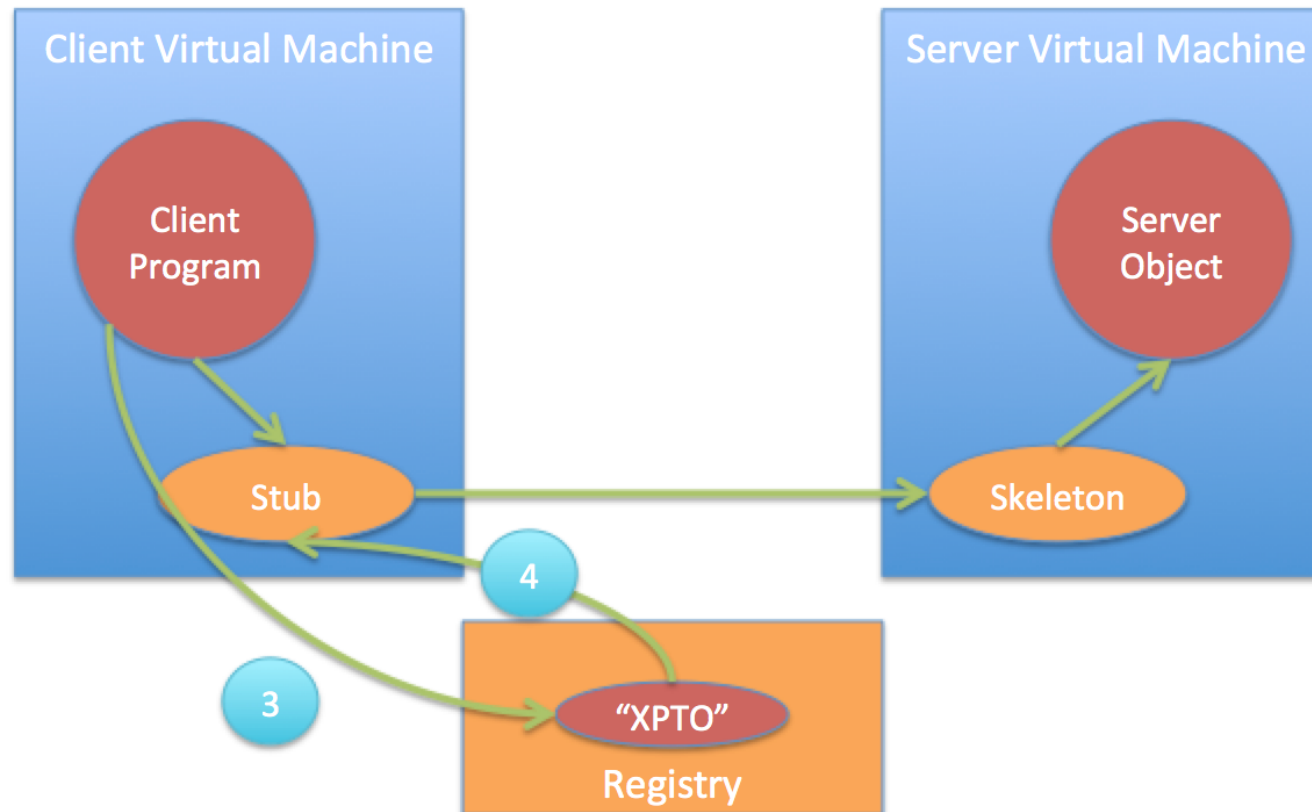 Client Virtual Machine
Server Virtual Machine
Client
Program
Server
Object
Stub
Skeleton
4
3
“XPTO”
Registry